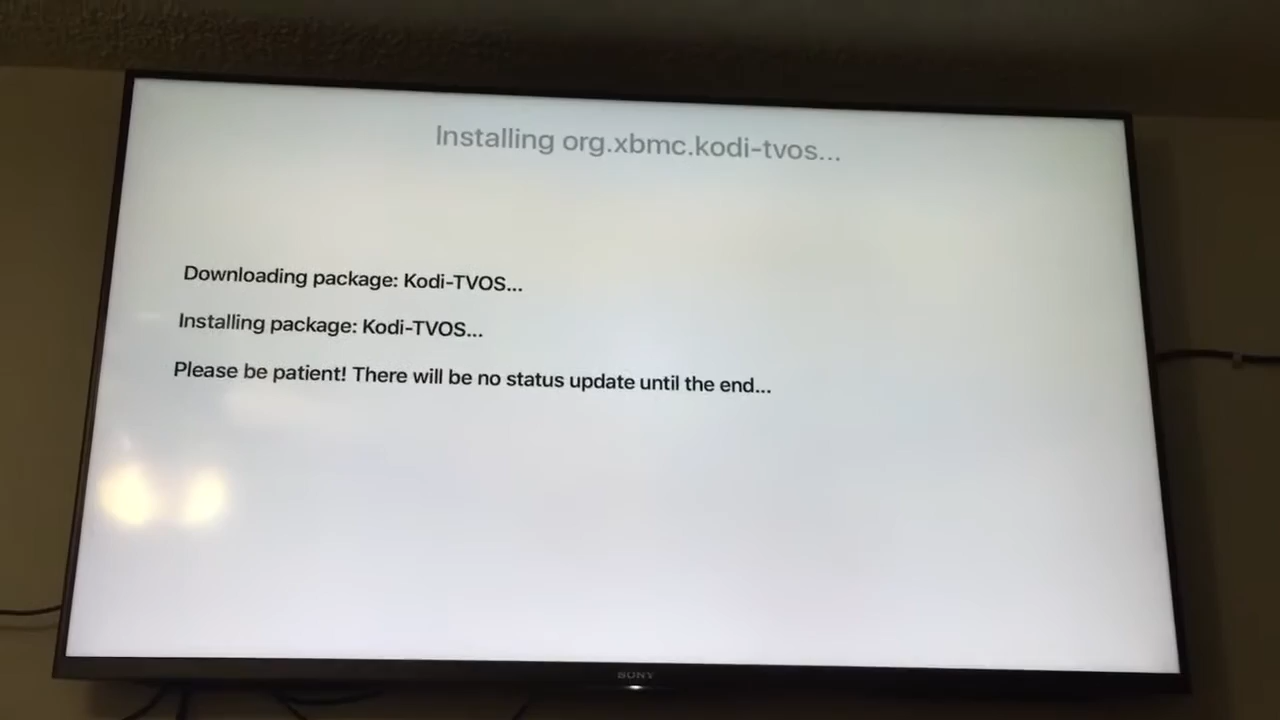 Installing org.xbmc.kodi-tvos...
Downloading package: Kodi-TVOS...
Installing package: Kodi-TVOS...
Please be patient! There will be no status update until the end...
SONY